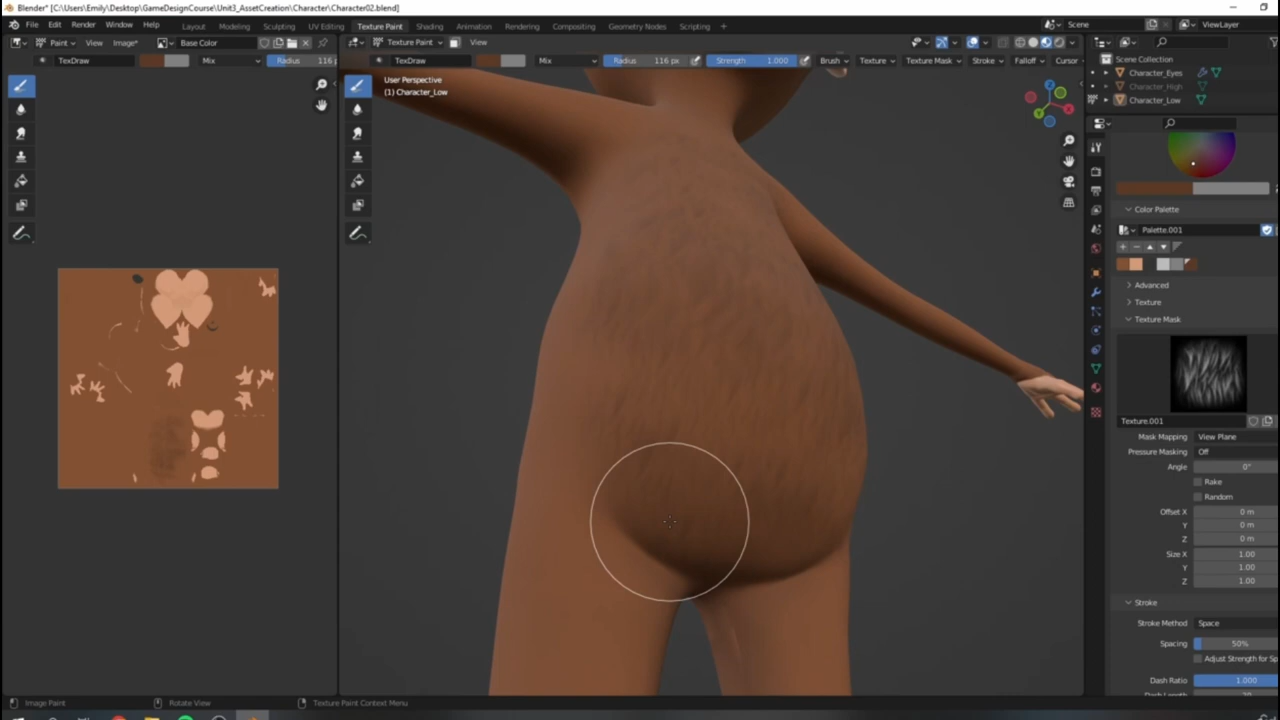 Blender* [C:\Users\Emily\Desktop\GameDesignCourse\Unit3_AssetCreation\Character\Character02.blend]
File Edit Render Window Help Layout Modeling Sculpting UV Editing Texture Paint Shading Animation Rendering Compositing Geometry Nodes Scripting + Scene ViewLayer
Paint View Image* Base Color Texture Paint View
TexDraw Mix Radius 116 p TexDraw Mix Radius 116 px Strength 1.000 Brush Texture Texture Mask Stroke Falloff Cursor
User Perspective
(1) Character_Low
Scene Collection
Character_Eyes
Character_High
Character_Low
Color Palette
Palette.001
Advanced
Texture
Texture Mask
Texture.001
Mask Mapping View Plane
Pressure Masking Off
Angle 0°
Rake
Random
Offset X 0 m
Y 0 m
Z 0 m
Size X 1.00
Y 1.00
Z 1.00
Stroke
Stroke Method Space
Spacing 50%
Adjust Strength for Sp
Dash Ratio 1.000
Image Paint Rotate View Texture Paint Context Menu